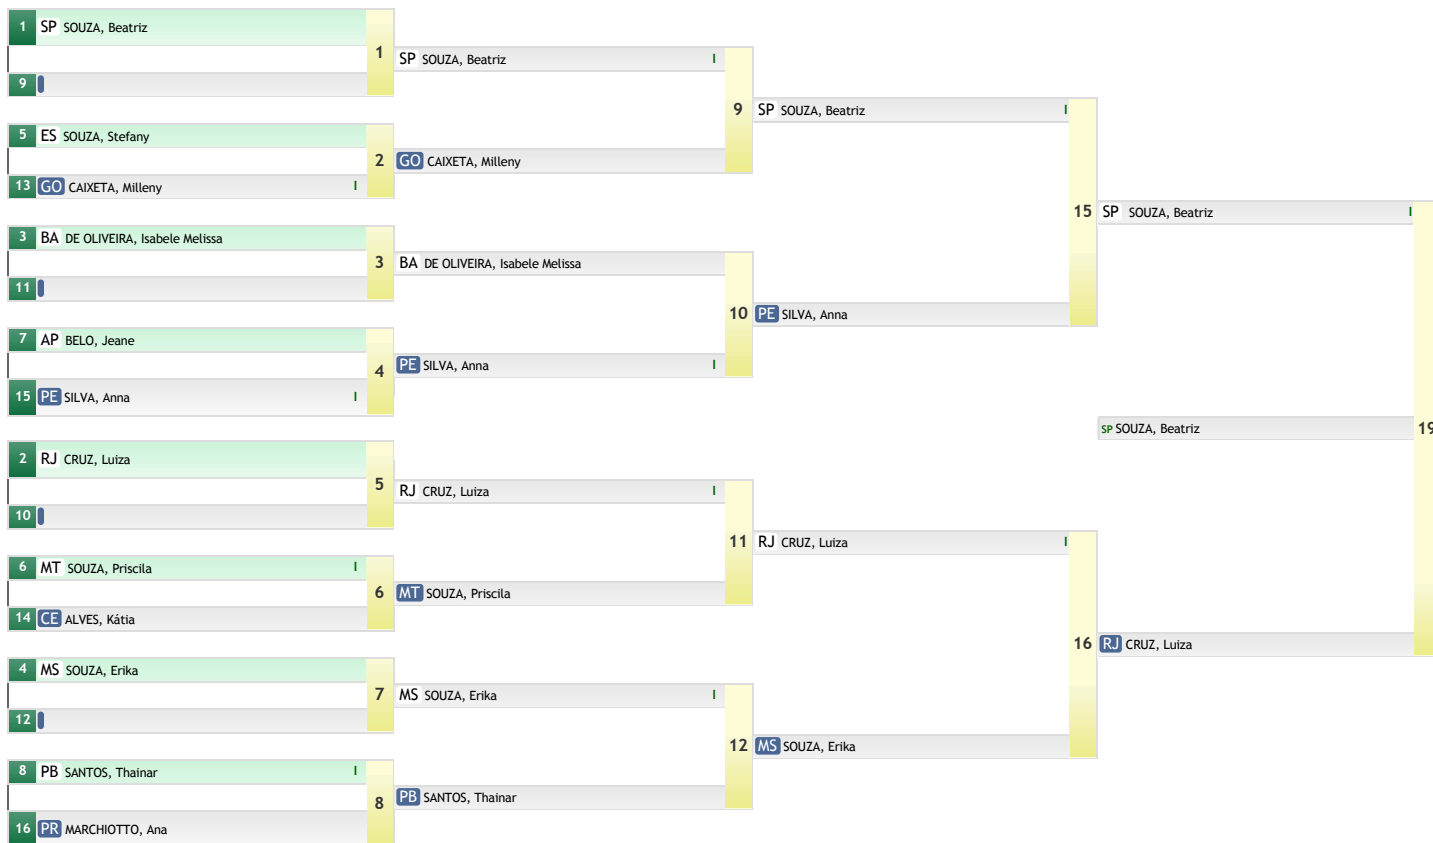 1 SP SOUZA, Beatriz
1
9
5 ES SOUZA, Stefany
2
13 GO CAIXETA, Milleny I
3 BA DE OLIVEIRA, Isabele Melissa
3
11
7 AP BELO, Jeane
4
15 PE SILVA, Anna I
2 RJ CRUZ, Luiza
5
10
6 MT SOUZA, Priscila I
6
14 CE ALVES, Kátia
4 MS SOUZA, Erika
7
12
8 PB SANTOS, Thainar I
8
16 PR MARCHIOTTO, Ana
SP SOUZA, Beatriz I
9
GO CAIXETA, Milleny
BA DE OLIVEIRA, Isabele Melissa
10
PE SILVA, Anna I
RJ CRUZ, Luiza I
11
MT SOUZA, Priscila
MS SOUZA, Erika I
12
PB SANTOS, Thainar
SP SOUZA, Beatriz I
15
PE SILVA, Anna
RJ CRUZ, Luiza I
16
MS SOUZA, Erika
SP SOUZA, Beatriz I
SP SOUZA, Beatriz
19
RJ CRUZ, Luiza